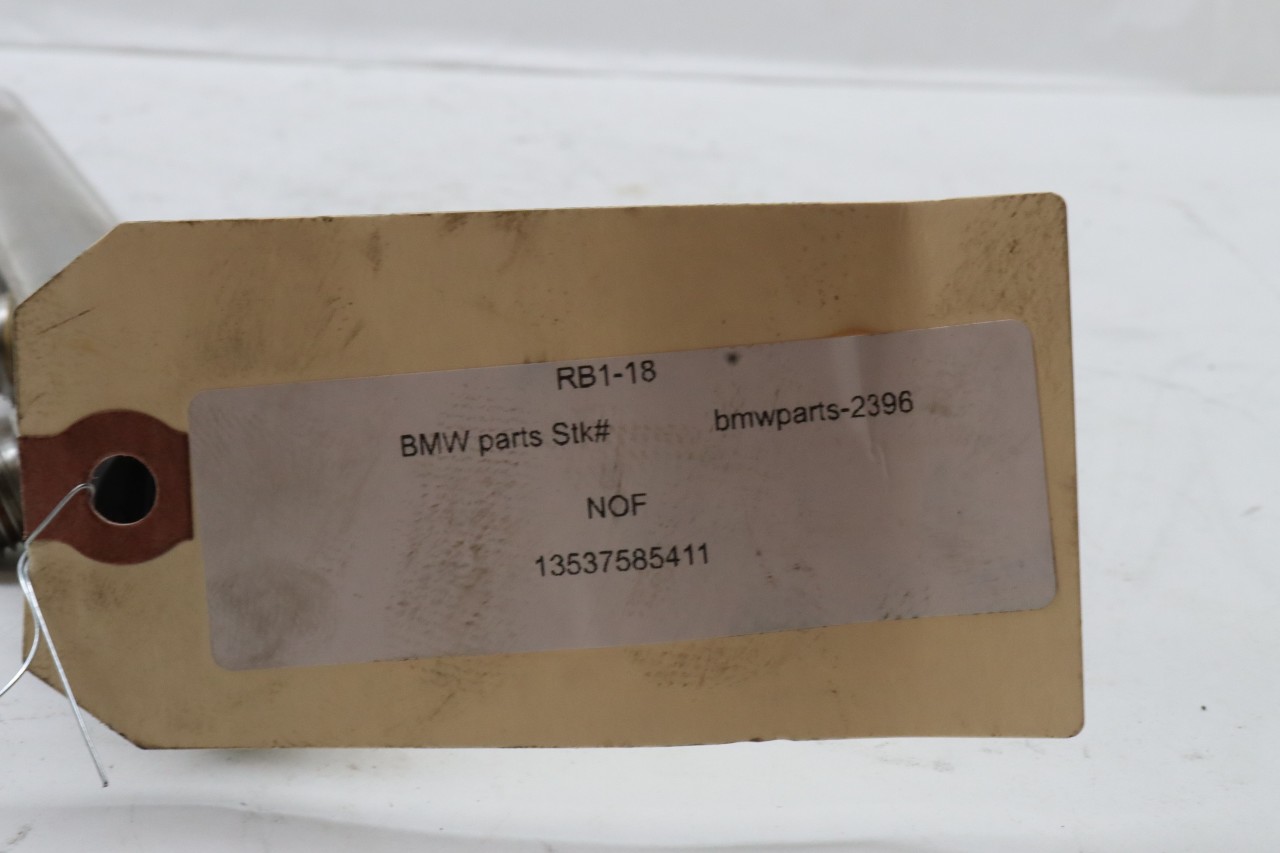 RB1-18
BMW parts Stk# bmwparts-2396
NOF
13537585411